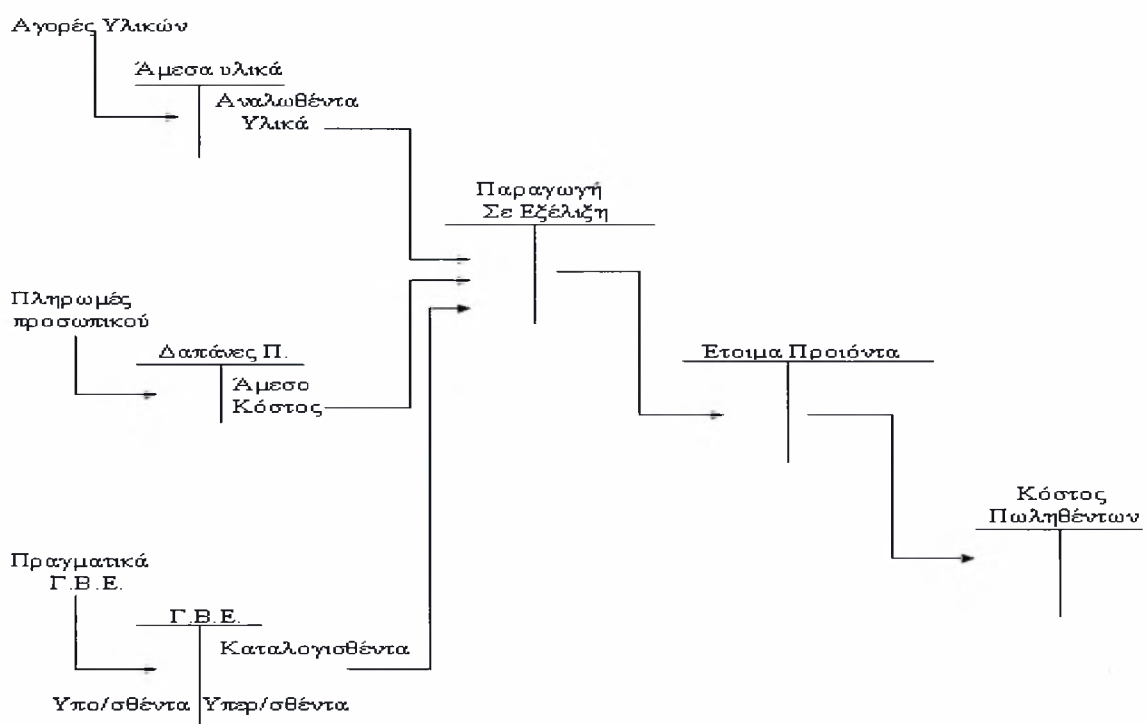 Αγορές Υλικών
Άμεσα υλικά
Αναλωθέντα
Υλικά
Παραγωγή
Σε Εξέλιξη
Πληρωμές
προσωπικού
Δαπάνες Π.
Άμεσο
Κόστος
Ετοιμα Προιόντα
Κόστος
Πωληθέντων
Πραγματικά
Γ.Β.Ε.
Γ.Β.Ε.
Καταλογισθέντα
Υπο/σθέντα Υπερ/σθέντα